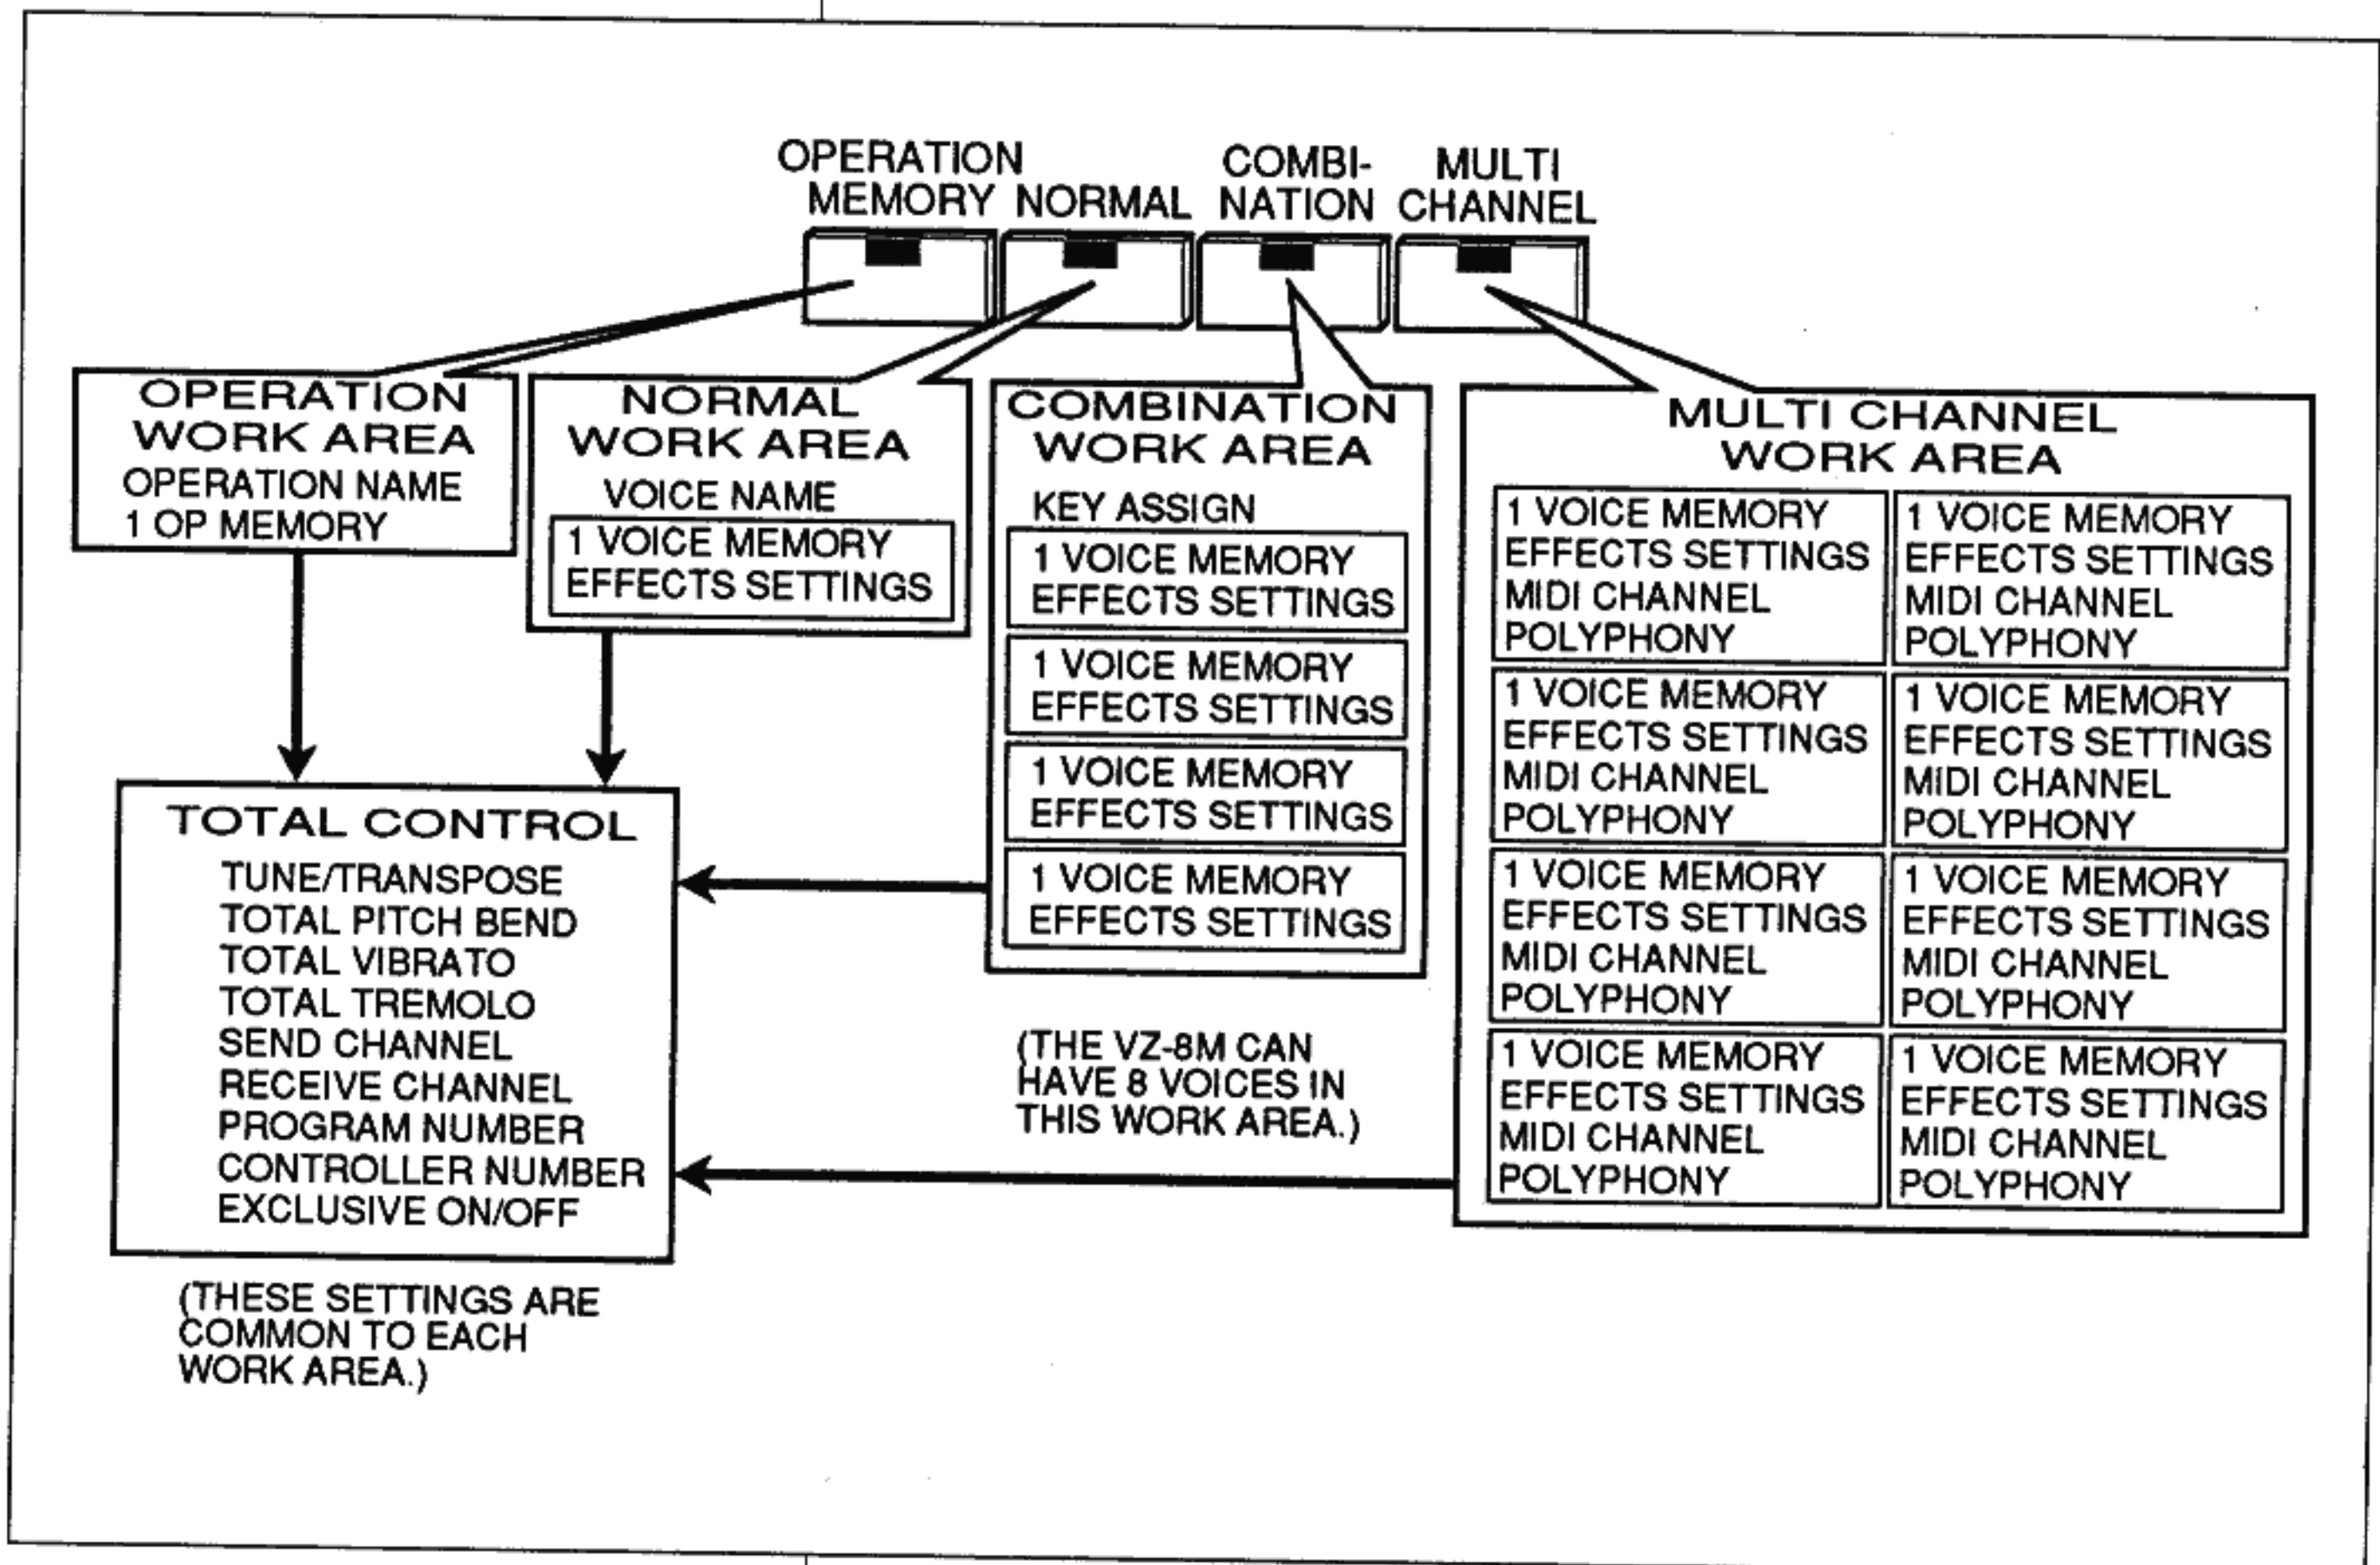 OPERATION
MEMORY
NORMAL
COMBI-
NATION
MULTI
CHANNEL
OPERATION
WORK AREA
OPERATION NAME
1 OP MEMORY
NORMAL
WORK AREA
VOICE NAME
1 VOICE MEMORY
EFFECTS SETTINGS
COMBINATION
WORK AREA
KEY ASSIGN
1 VOICE MEMORY
EFFECTS SETTINGS
1 VOICE MEMORY
EFFECTS SETTINGS
1 VOICE MEMORY
EFFECTS SETTINGS
1 VOICE MEMORY
EFFECTS SETTINGS
(THE VZ-8M CAN
HAVE 8 VOICES IN
THIS WORK AREA.)
MULTI CHANNEL
WORK AREA
1 VOICE MEMORY
EFFECTS SETTINGS
MIDI CHANNEL
POLYPHONY
1 VOICE MEMORY
EFFECTS SETTINGS
MIDI CHANNEL
POLYPHONY
1 VOICE MEMORY
EFFECTS SETTINGS
MIDI CHANNEL
POLYPHONY
1 VOICE MEMORY
EFFECTS SETTINGS
MIDI CHANNEL
POLYPHONY
1 VOICE MEMORY
EFFECTS SETTINGS
MIDI CHANNEL
POLYPHONY
1 VOICE MEMORY
EFFECTS SETTINGS
MIDI CHANNEL
POLYPHONY
1 VOICE MEMORY
EFFECTS SETTINGS
MIDI CHANNEL
POLYPHONY
1 VOICE MEMORY
EFFECTS SETTINGS
MIDI CHANNEL
POLYPHONY
TOTAL CONTROL
TUNE/TRANSPOSE
TOTAL PITCH BEND
TOTAL VIBRATO
TOTAL TREMOLO
SEND CHANNEL
RECEIVE CHANNEL
PROGRAM NUMBER
CONTROLLER NUMBER
EXCLUSIVE ON/OFF
(THESE SETTINGS ARE
COMMON TO EACH
WORK AREA.)